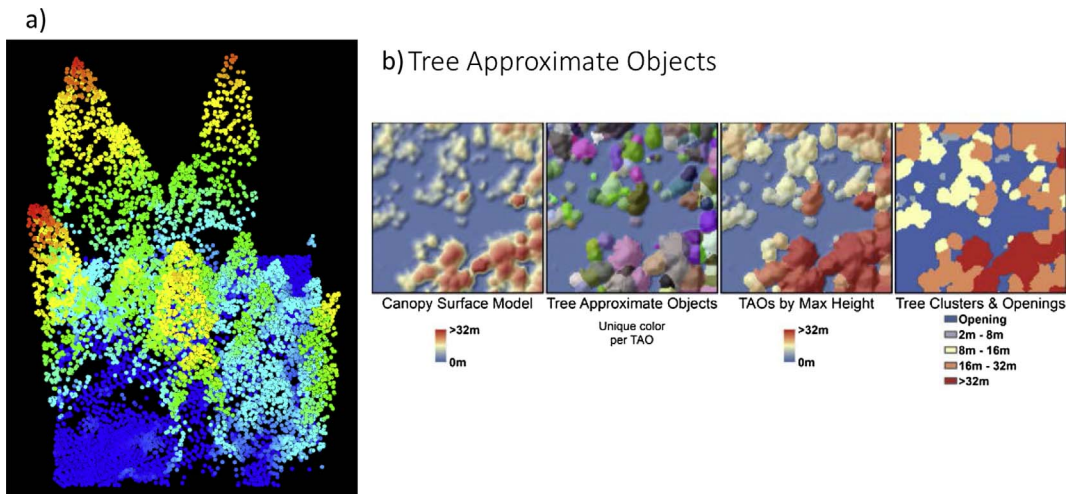 a)
b) Tree Approximate Objects
Canopy Surface Model
Tree Approximate Objects
TAOs by Max Height
Tree Clusters & Openings
>32m
0m
Unique color
per TAO
>32m
0m
Opening
2m - 8m
8m - 16m
16m - 32m
>32m